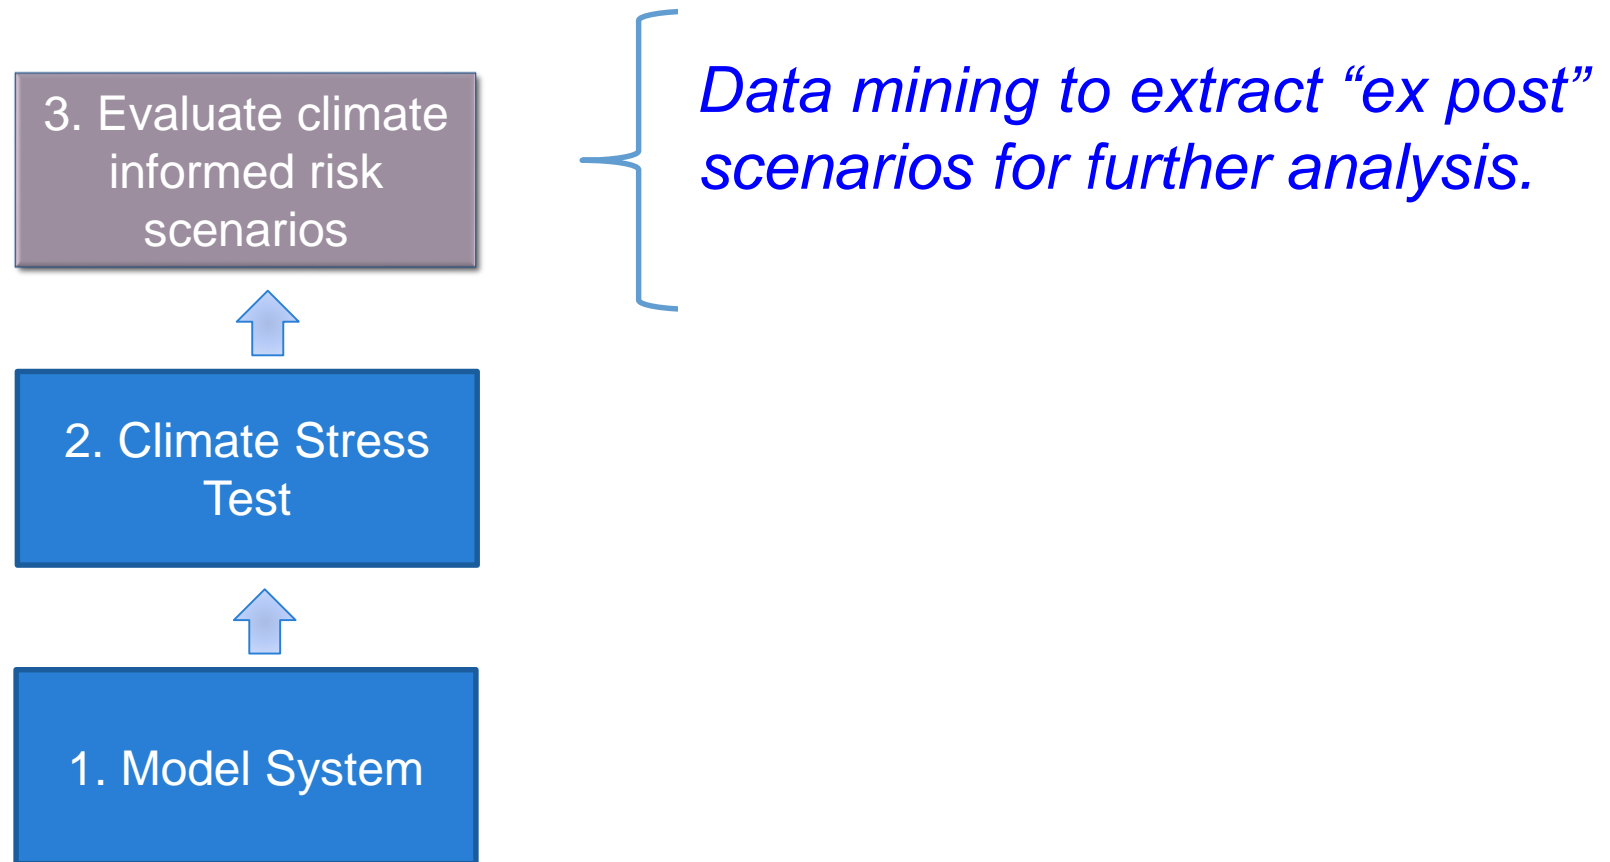 3. Evaluate climate
informed risk
scenarios
Data mining to extract “ex post”
scenarios for further analysis.
2. Climate Stress
Test
1. Model System